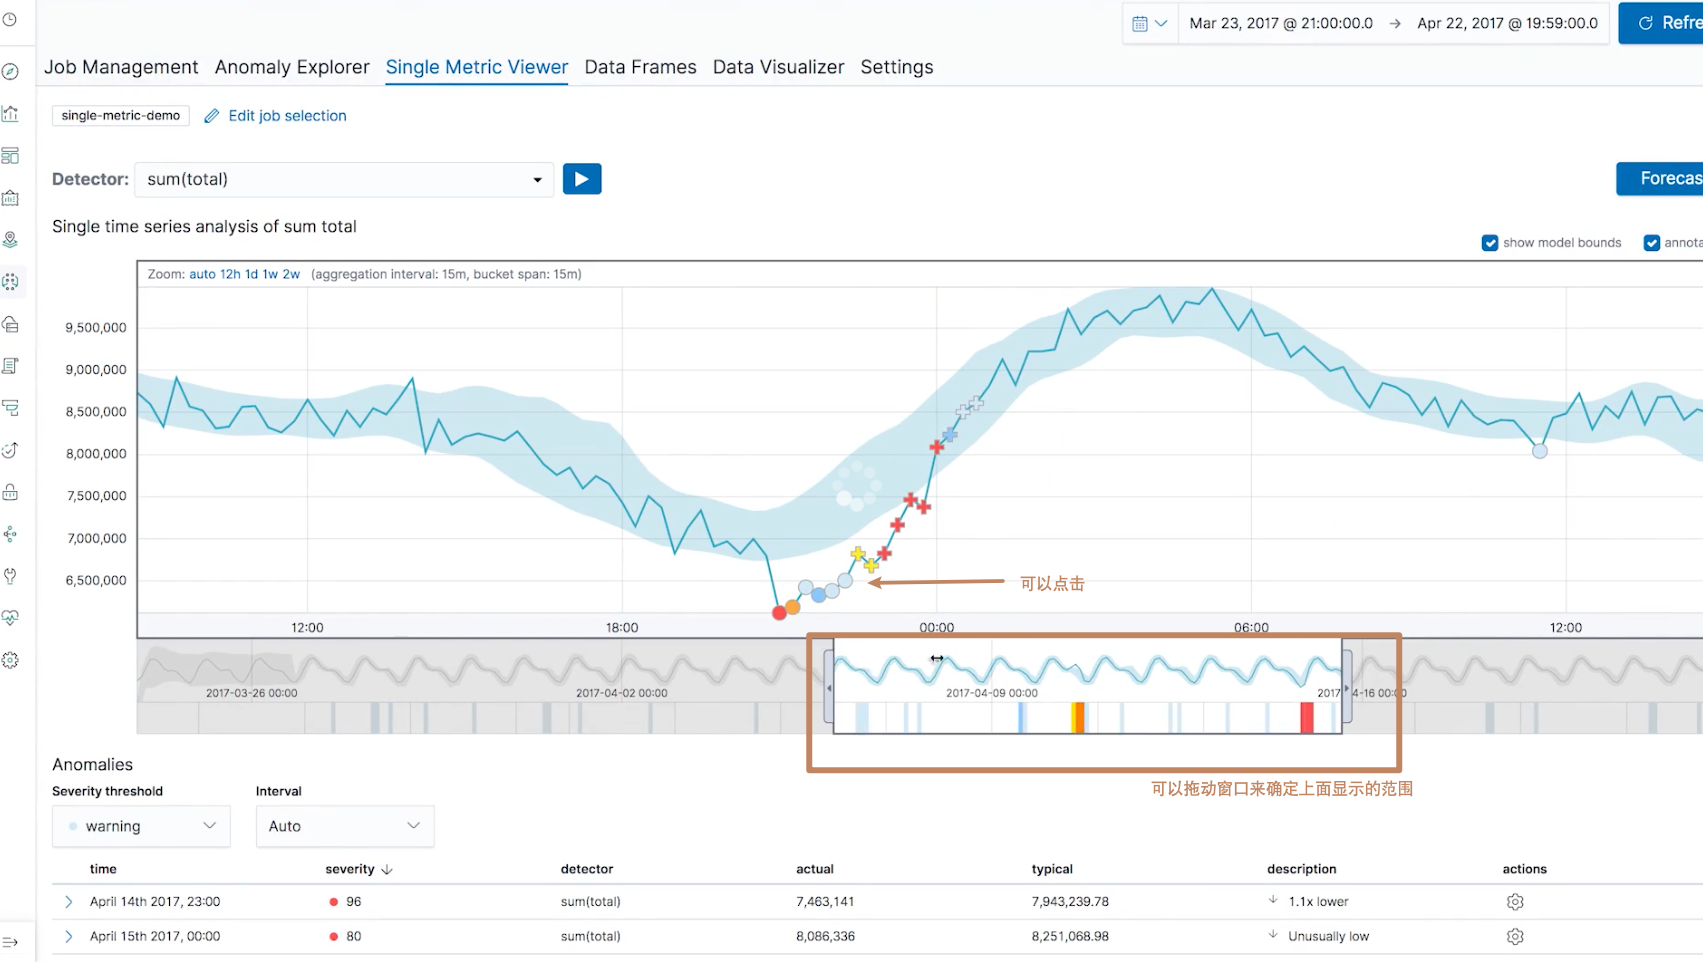 Mar 23, 2017 @ 21:00:00.0 → Apr 22, 2017 @ 19:59:00.0 Refre
Job Management Anomaly Explorer Single Metric Viewer Data Frames Data Visualizer Settings
single-metric-demo Edit job selection
Detector: sum(total) Forecas
Single time series analysis of sum total
show model bounds annota
Zoom: auto 12h 1d 1w 2w (aggregation interval: 15m, bucket span: 15m)
9,500,000
9,000,000
8,500,000
8,000,000
7,500,000
7,000,000
6,500,000
可以点击
12:00 18:00 00:00 06:00 12:00
2017-03-26 00:00 2017-04-02 00:00 2017-04-09 00:00 2017-04-16 00:00
Anomalies
可以拖动窗口来确定上面显示的范围
Severity threshold Interval
warning Auto
time severity detector actual typical description actions
April 14th 2017, 23:00 96 sum(total) 7,463,141 7,943,239.78 1.1x lower
April 15th 2017, 00:00 80 sum(total) 8,086,336 8,251,068.98 Unusually low